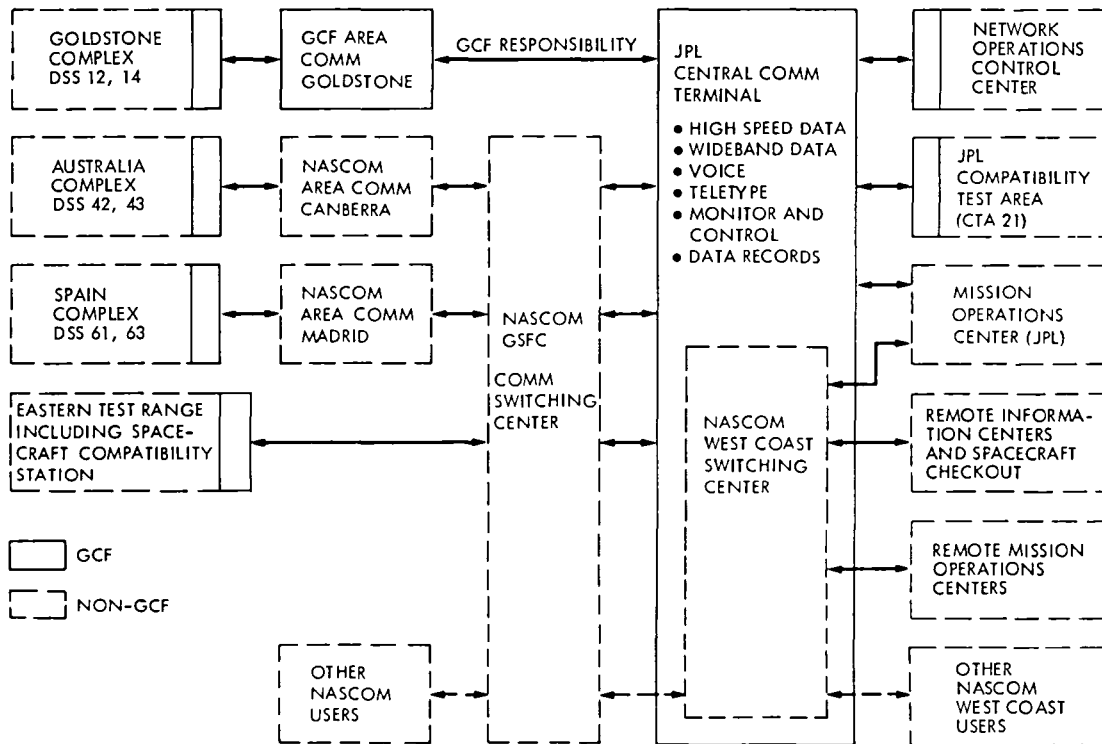 GOLDSTONE
COMPLEX
DSS 12, 14
GCF AREA
COMM
GOLDSTONE
GCF RESPONSIBILITY
JPL
CENTRAL COMM
TERMINAL
• HIGH SPEED DATA
• WIDEBAND DATA
• VOICE
• TELETYPE
• MONITOR AND
CONTROL
• DATA RECORDS
NETWORK
OPERATIONS
CONTROL
CENTER
AUSTRALIA
COMPLEX
DSS 42, 43
NASCOM
AREA COMM
CANBERRA
JPL
COMPATIBILITY
TEST AREA
(CTA 21)
SPAIN
COMPLEX
DSS 61, 63
NASCOM
AREA COMM
MADRID
NASCOM
GSFC
COMM
SWITCHING
CENTER
MISSION
OPERATIONS
CENTER (JPL)
EASTERN TEST RANGE
INCLUDING SPACE-
CRAFT COMPATIBILITY
STATION
NASCOM
WEST COAST
SWITCHING
CENTER
REMOTE INFORMA-
TION CENTERS
AND SPACECRAFT
CHECKOUT
GCF
NON-GCF
REMOTE MISSION
OPERATIONS
CENTERS
OTHER
NASCOM
USERS
OTHER
NASCOM
WEST COAST
USERS